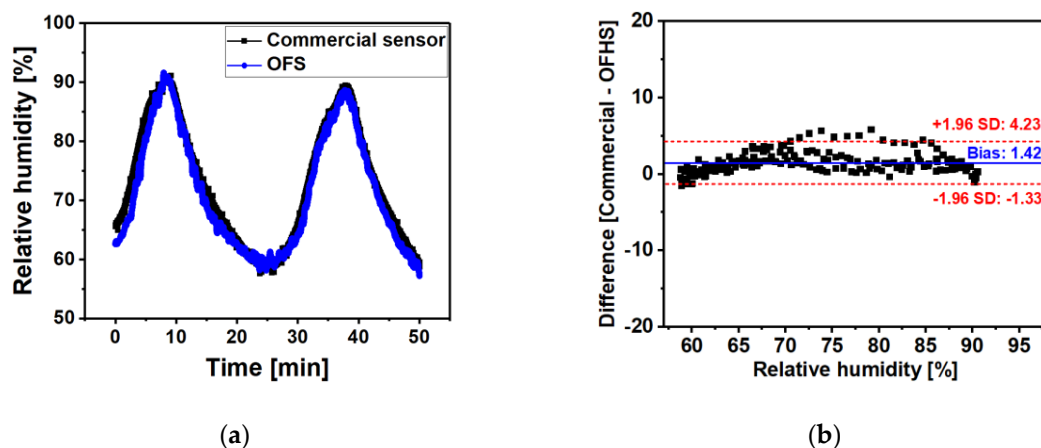 Relative humidity [%]
100
90
80
70
60
50
Commercial sensor
OFS
0
10
20
30
40
50
Time [min]
(a)
Difference [Commercial - OFHS]
20
10
0
-10
-20
+1.96 SD: 4.23
Bias: 1.42
-1.96 SD: -1.33
60
65
70
75
80
85
90
95
Relative humidity [%]
(b)